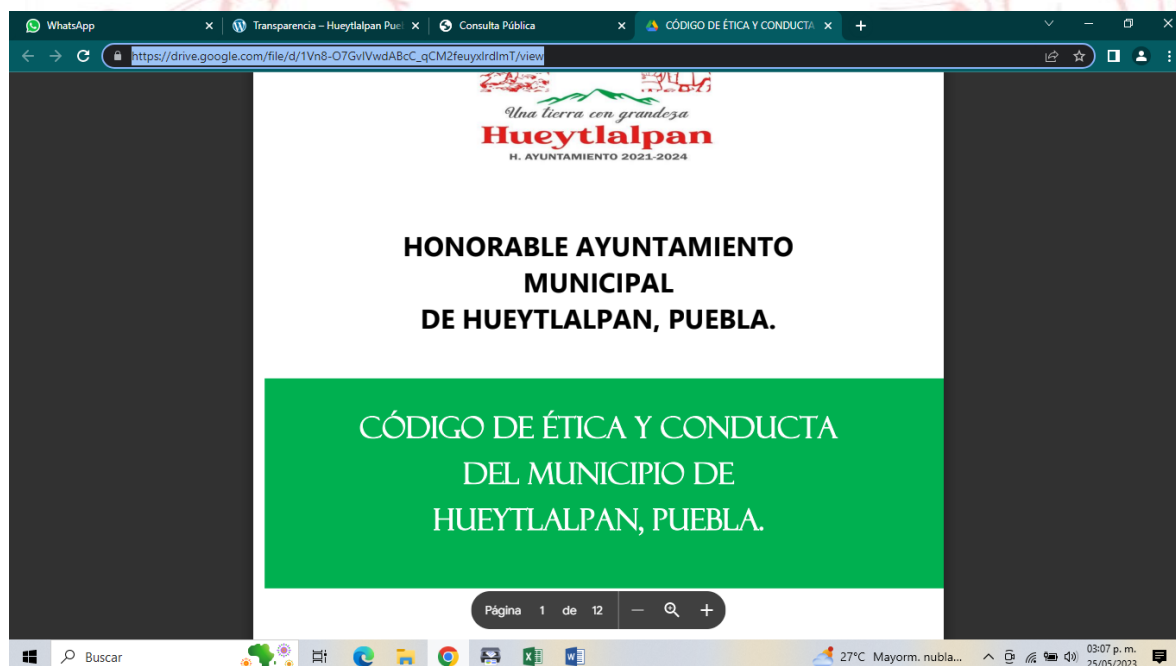 WhatsApp
Transparencia – Hueytlalpan Pue
Consulta Pública
CÓDIGO DE ÉTICA Y CONDUCTA
https://drive.google.com/file/d/1Vn8-O7GvIVwdABcC_qCM2feuyxlrdlmT/view
Una tierra con grandeza
Hueytlalpan
H. AYUNTAMIENTO 2021-2024
HONORABLE AYUNTAMIENTO
MUNICIPAL
DE HUEYTLALPAN, PUEBLA.
CÓDIGO DE ÉTICA Y CONDUCTA
DEL MUNICIPIO DE
HUEYTLALPAN, PUEBLA.
Página 1 de 12
Buscar
27°C Mayorm. nubla...
03:07 p. m.
25/05/2023